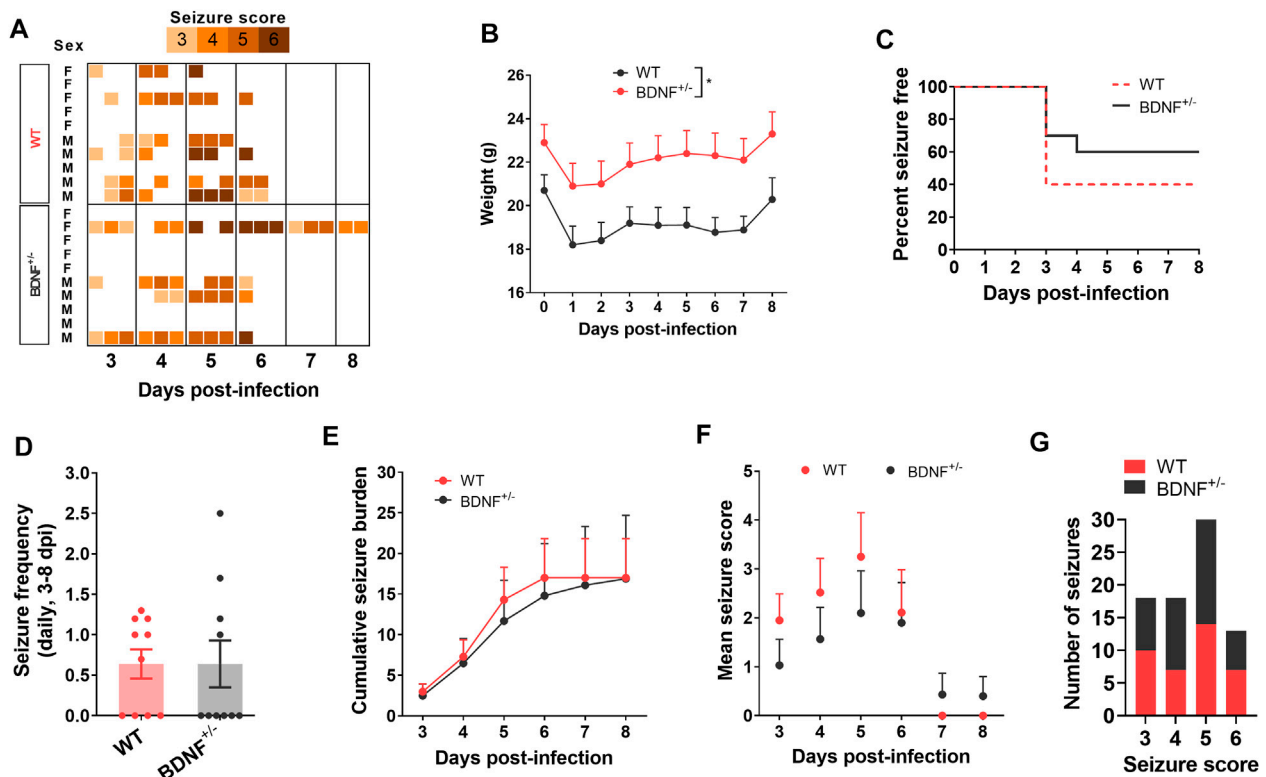 A
Seizure score
3 4 5 6
Sex
WT
F
F
F
F
F
M
M
M
M
M
BDNF+/-
F
F
F
F
F
M
M
M
M
M
3 4 5 6 7 8
Days post-infection
B
WT
BDNF+/-
*
Weight (g)
26
24
22
20
18
16
0 1 2 3 4 5 6 7 8
Days post-infection
C
WT
BDNF+/-
Percent seizure free
100
80
60
40
20
0
0 1 2 3 4 5 6 7 8
Days post-infection
D
Seizure frequency
(daily, 3-8 dpi)
3.0
2.5
2.0
1.5
1.0
0.5
0.0
WT
BDNF+/-
E
WT
BDNF+/-
Cumulative seizure burden
30
25
20
15
10
5
0
3 4 5 6 7 8
Days post-infection
F
WT
BDNF+/-
Mean seizure score
5
4
3
2
1
0
3 4 5 6 7 8
Days post-infection
G
WT
BDNF+/-
Number of seizures
30
25
20
15
10
5
0
3 4 5 6
Seizure score